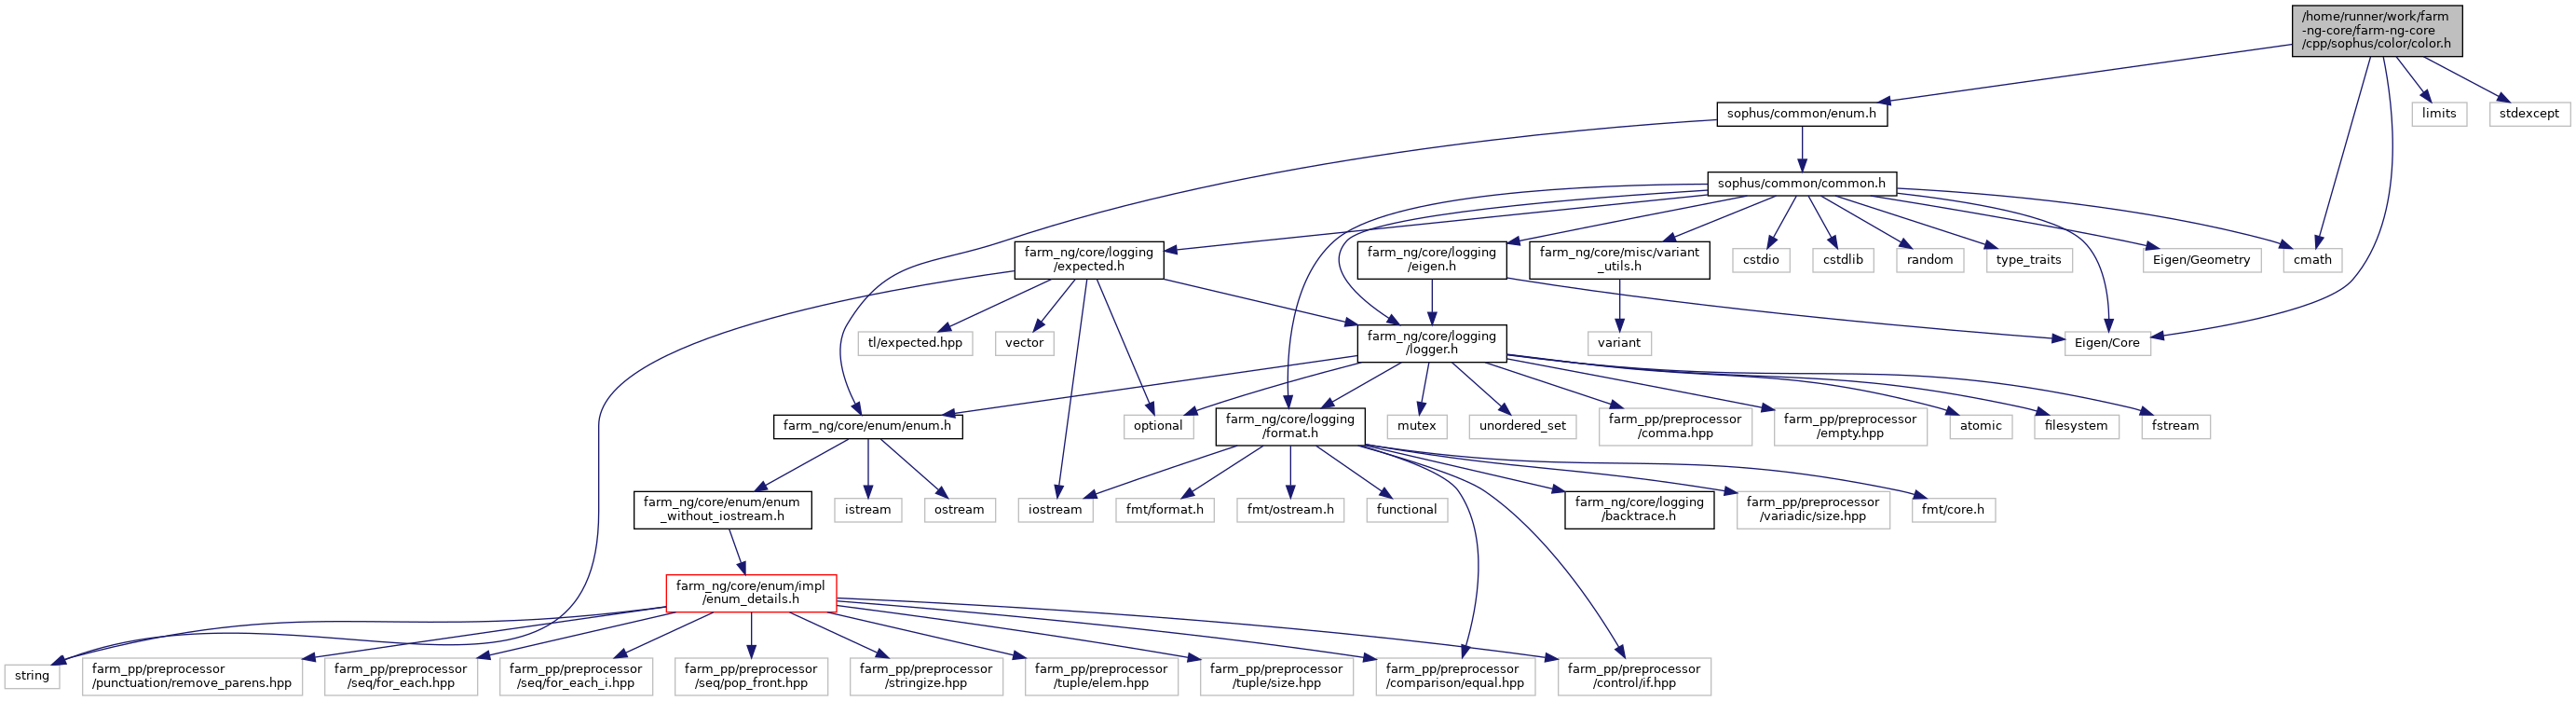 /home/runner/work/farm
-ng-core/farm-ng-core
/cpp/sophus/color/color.h
sophus/common/enum.h
limits
stdexcept
sophus/common/common.h
farm_ng/core/logging
/expected.h
farm_ng/core/logging
/eigen.h
farm_ng/core/misc/variant
_utils.h
cstdio
cstdlib
random
type_traits
Eigen/Geometry
cmath
tl/expected.hpp
vector
farm_ng/core/logging
/logger.h
variant
Eigen/Core
farm_ng/core/enum/enum.h
optional
farm_ng/core/logging
/format.h
mutex
unordered_set
farm_pp/preprocessor
/comma.hpp
farm_pp/preprocessor
/empty.hpp
atomic
filesystem
fstream
farm_ng/core/enum/enum
_without_iostream.h
istream
ostream
iostream
fmt/format.h
fmt/ostream.h
functional
farm_ng/core/logging
/backtrace.h
farm_pp/preprocessor
/variadic/size.hpp
fmt/core.h
farm_ng/core/enum/impl
/enum_details.h
string
farm_pp/preprocessor
/punctuation/remove_parens.hpp
farm_pp/preprocessor
/seq/for_each.hpp
farm_pp/preprocessor
/seq/for_each_i.hpp
farm_pp/preprocessor
/seq/pop_front.hpp
farm_pp/preprocessor
/stringize.hpp
farm_pp/preprocessor
/tuple/elem.hpp
farm_pp/preprocessor
/tuple/size.hpp
farm_pp/preprocessor
/comparison/equal.hpp
farm_pp/preprocessor
/control/if.hpp